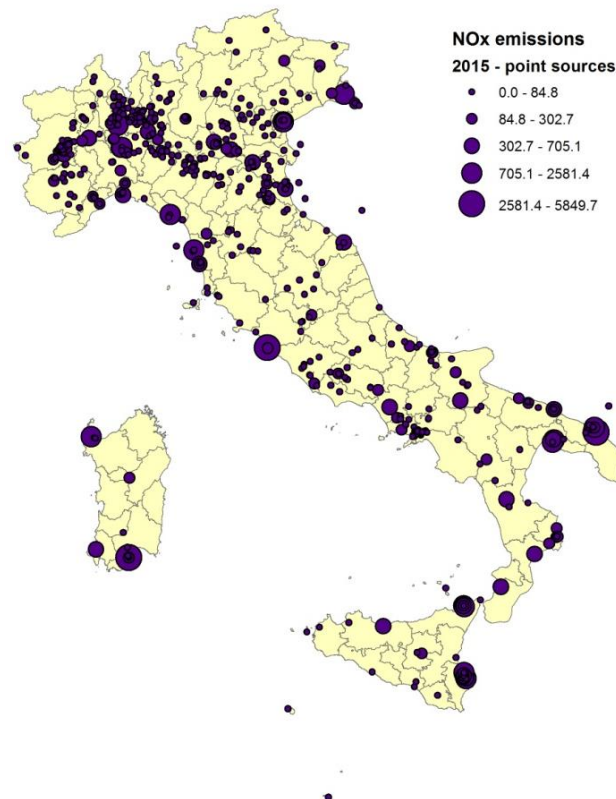 NOx emissions
2015 - point sources
0.0 - 84.8
84.8 - 302.7
302.7 - 705.1
705.1 - 2581.4
2581.4 - 5849.7